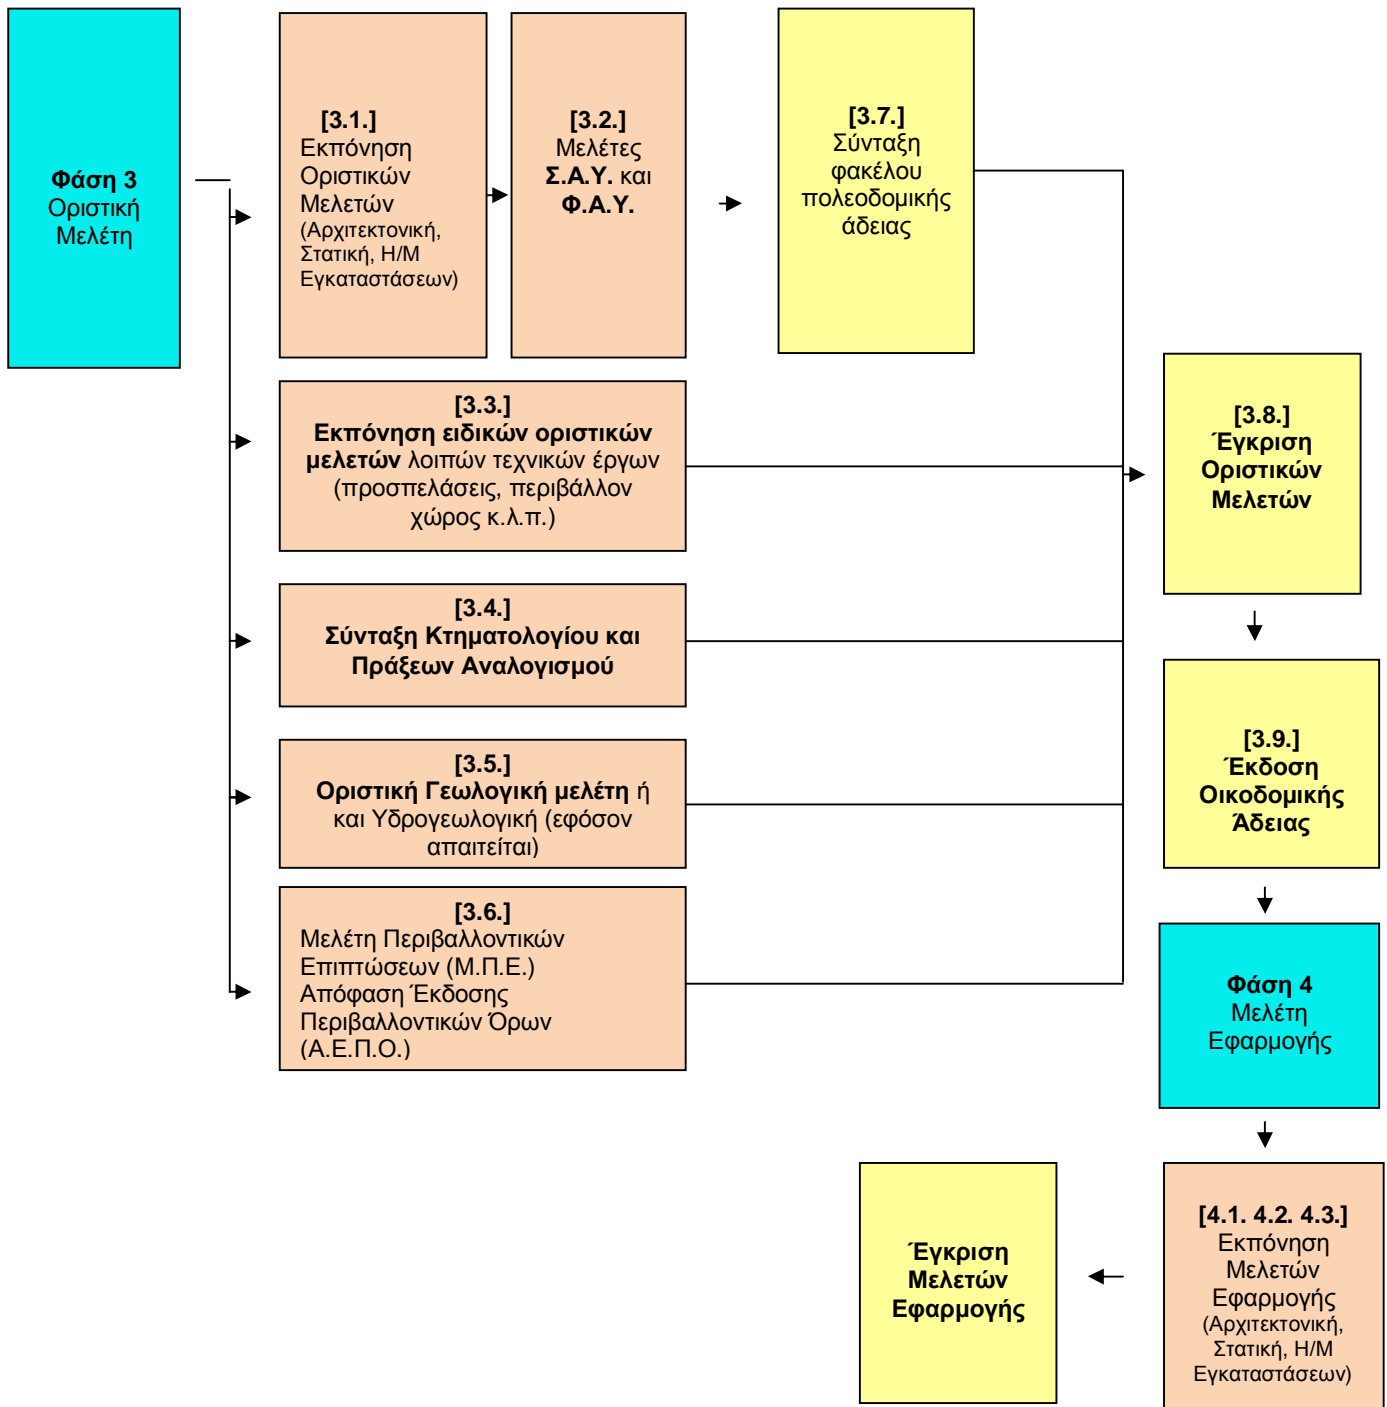 Φάση 3
Οριστική
Μελέτη
[3.1.]
Εκπόνηση
Οριστικών
Μελετών
(Αρχιτεκτονική,
Στατική, Η/Μ
Εγκαταστάσεων)
[3.2.]
Μελέτες
Σ.Α.Υ. και
Φ.Α.Υ.
[3.7.]
Σύνταξη
φακέλου
πολεοδομικής
άδειας
[3.3.]
Εκπόνηση ειδικών οριστικών
μελετών λοιπών τεχνικών έργων
(προσπελάσεις, περιβάλλον
χώρος κ.λ.π.)
[3.4.]
Σύνταξη Κτηματολογίου και
Πράξεων Αναλογισμού
[3.5.]
Οριστική Γεωλογική μελέτη ή
και Υδρογεωλογική (εφόσον
απαιτείται)
[3.6.]
Μελέτη Περιβαλλοντικών
Επιπτώσεων (Μ.Π.Ε.)
Απόφαση Έκδοσης
Περιβαλλοντικών Όρων
(Α.Ε.Π.Ο.)
[3.8.]
Έγκριση
Οριστικών
Μελετών
[3.9.]
Έκδοση
Οικοδομικής
Άδειας
Φάση 4
Μελέτη
Εφαρμογής
[4.1. 4.2. 4.3.]
Εκπόνηση
Μελετών
Εφαρμογής
(Αρχιτεκτονική,
Στατική, Η/Μ
Εγκαταστάσεων)
Έγκριση
Μελετών
Εφαρμογής